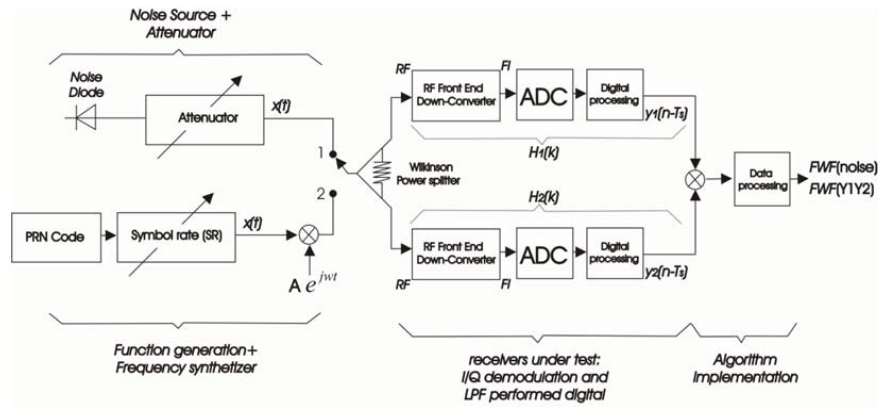 Noise Source +
Attenuator
Noise
Diode
Attenuator
x(t)
1
2
PRN Code
Symbol rate (SR)
x(t)
A e^{jwt}
Function generation+
Frequency synthetizer
Wilkinson
Power splitter
RF
RF Front End
Down-Converter
FI
ADC
Digital
processing
y1(n-Ts)
H1(k)
H2(k)
RF
RF Front End
Down-Converter
FI
ADC
Digital
processing
y2(n-Ts)
receivers under test:
I/Q demodulation and
LPF performed digital
Data
processing
FWF(noise)
FWF(Y1Y2)
Algorithm
implementation